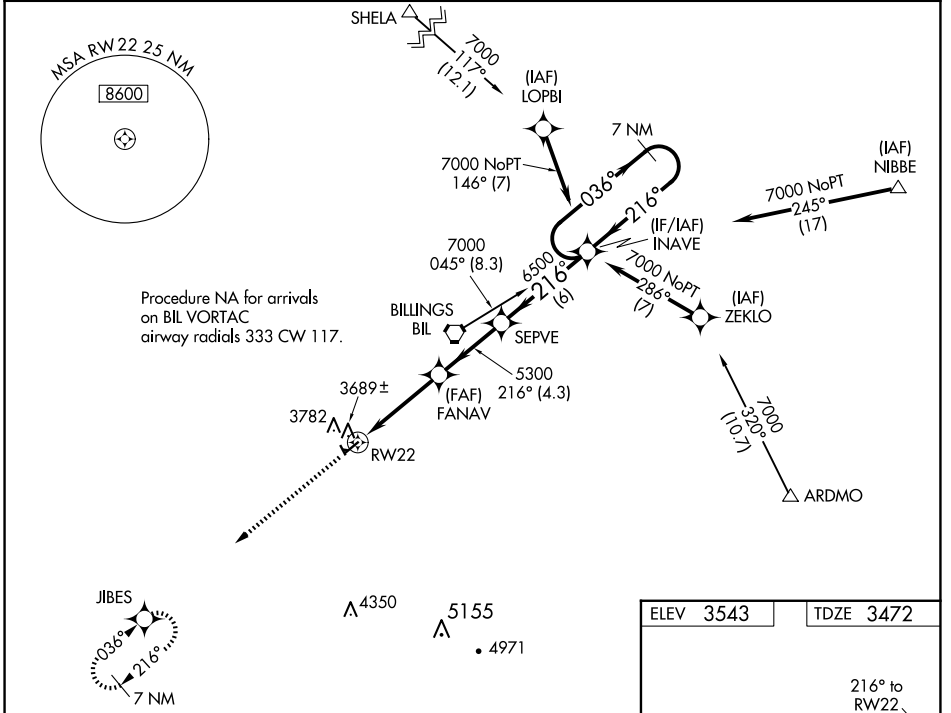 MSA RW22 25 NM
8600
SHELA
7000
117°
(12.1)
(IAF)
LOPBI
7 NM
7000 NoPT
146° (7)
036°
216°
(IAF)
NIBBE
7000 NoPT
245°
(17)
(IF/IAF)
INAVE
7000
045° (8.3)
6500
216°
(6)
7000 NoPT
286°
(7)
(IAF)
ZEKLO
Procedure NA for arrivals
on BIL VORTAC
airway radials 333 CW 117.
BILLINGS
BIL
SEPVE
5300
216° (4.3)
(FAF)
FANAV
3689±
3782
RW22
7000
320°
(10.7)
ARDMO
JIBES
036°
216°
7 NM
4350
5155
4971
ELEV 3543
TDZE 3472
216° to
RW22